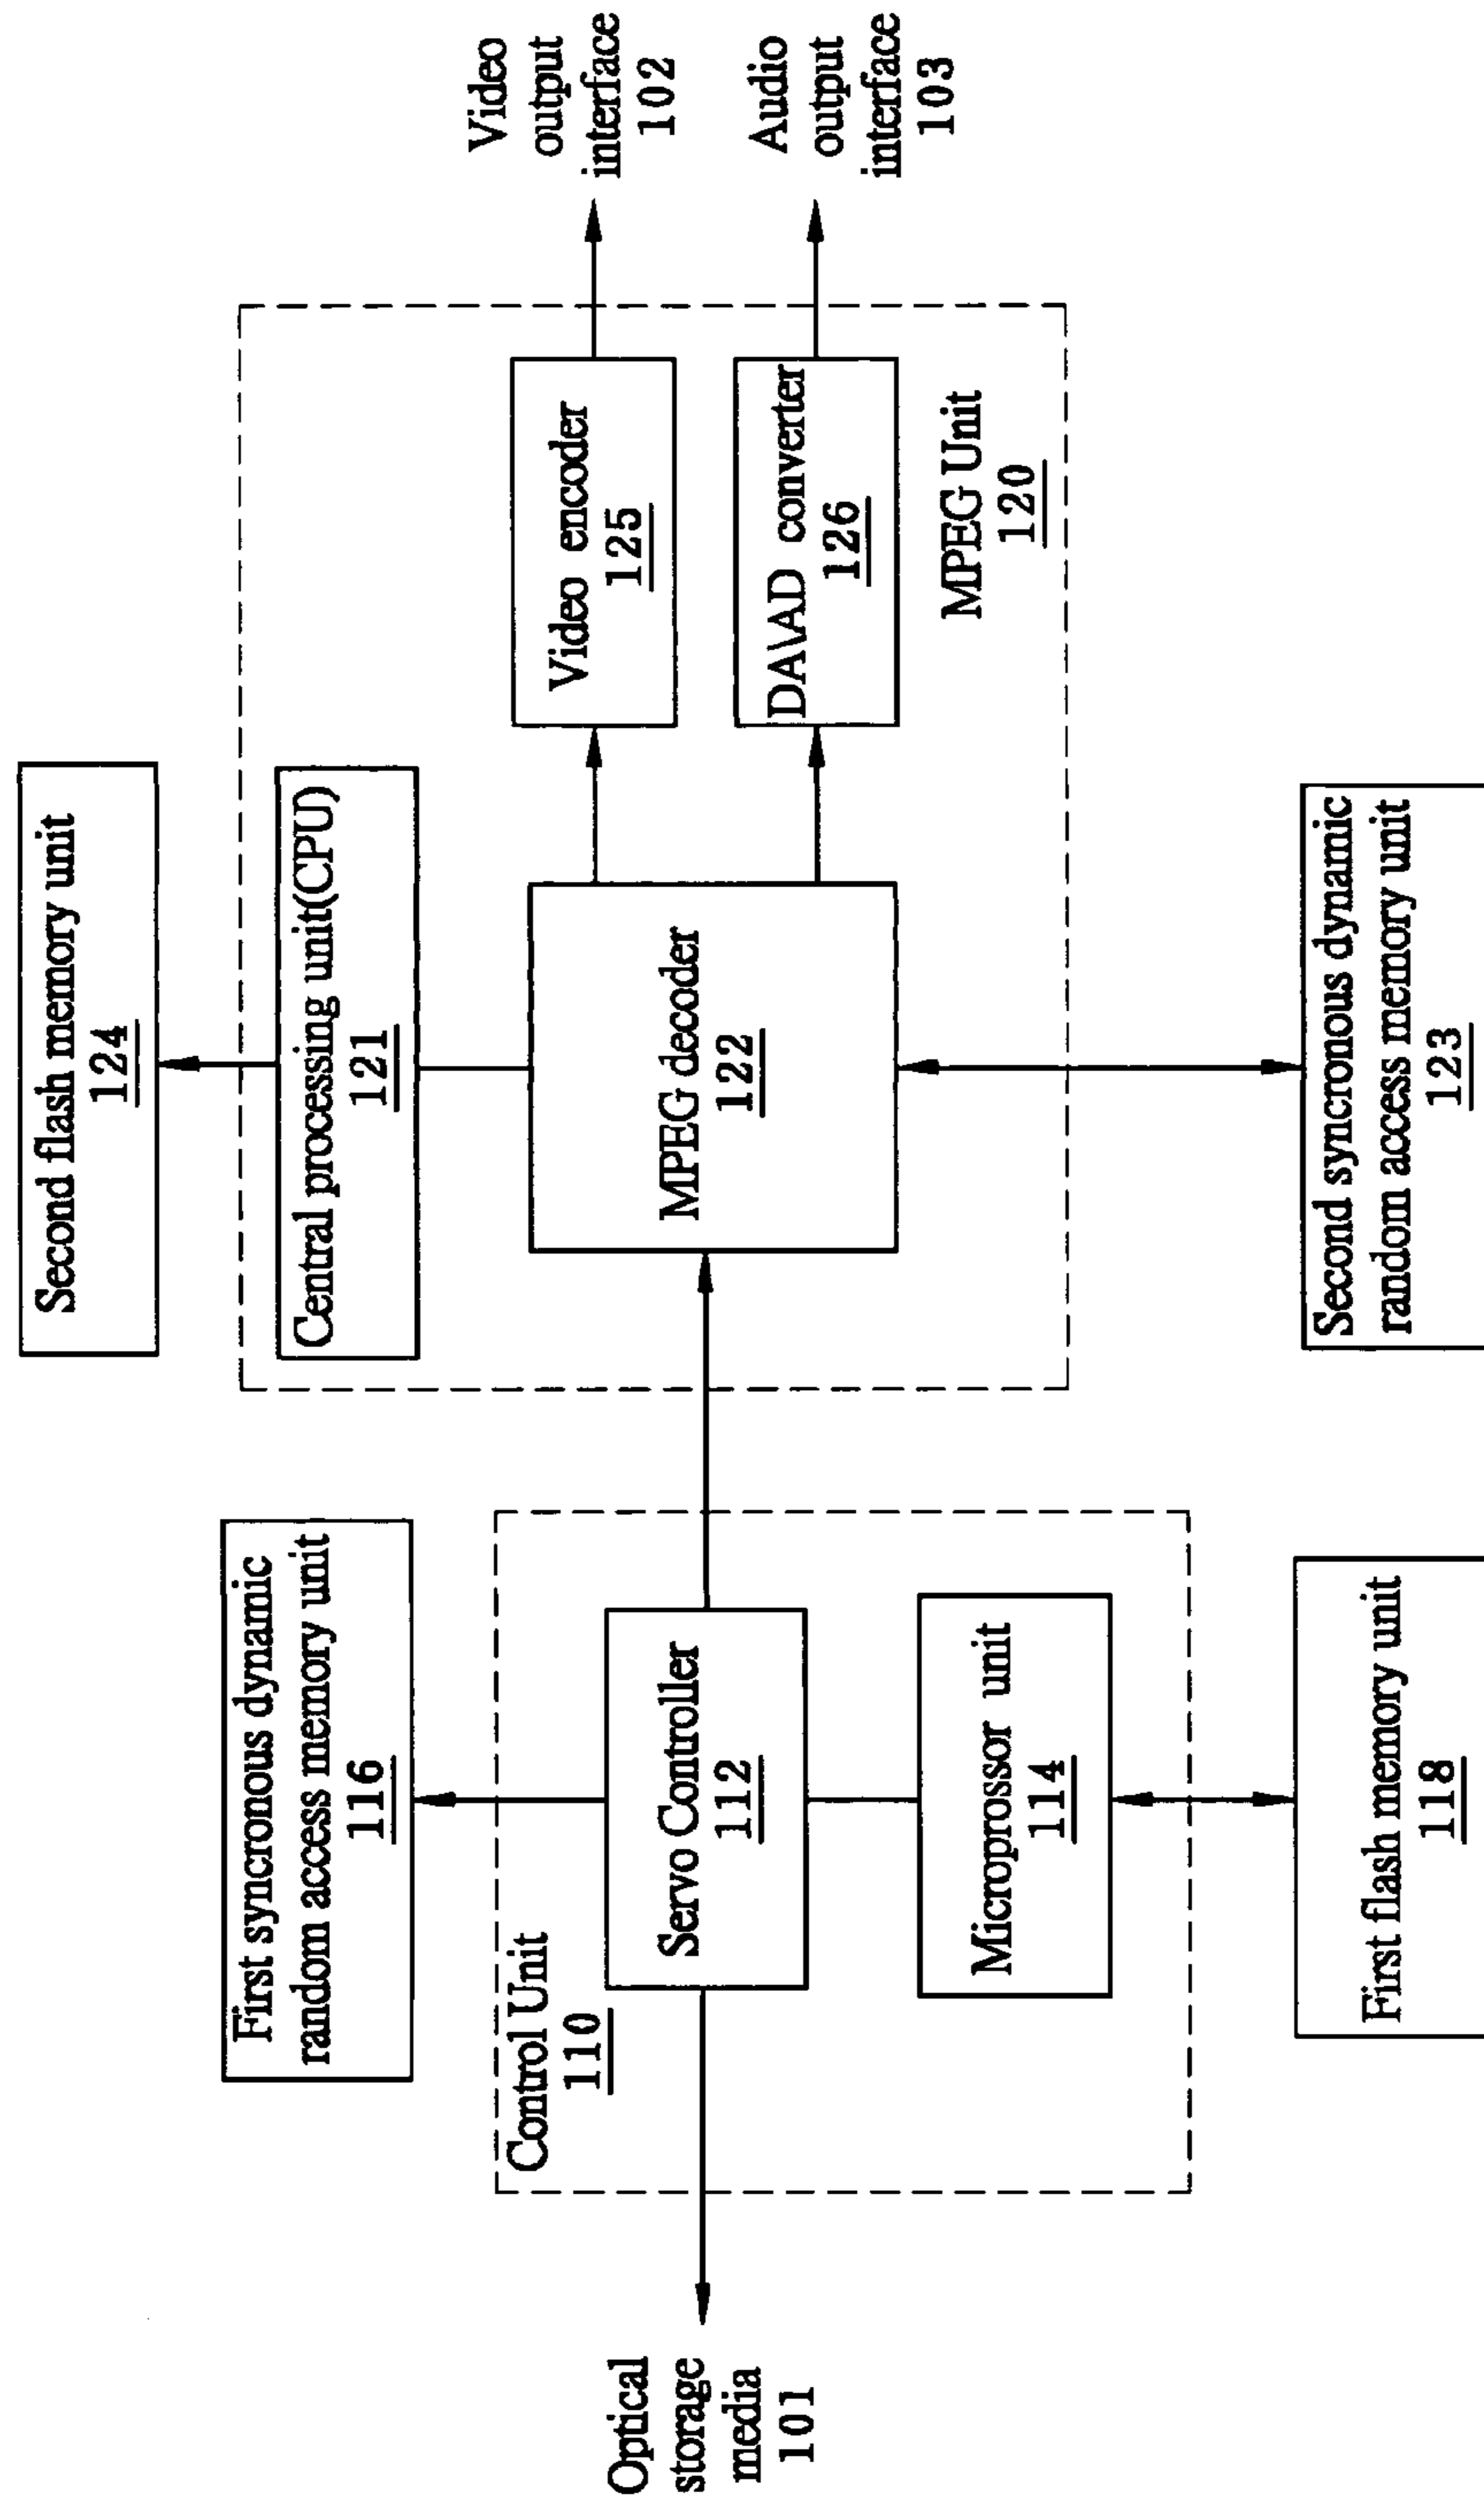 Second flash memory unit
124
First syncronous dynamic
random access memory unit
116
Central processing unit(CPU)
121
Video
output
interface
102
Control Unit
110
Video encoder
125
Optical
storage
media
101
Servo Controller
112
MPEG decoder
122
DA/AD converter
126
Audio
output
interface
103
Microprossor unit
114
MPEG Unit
120
First flash memory unit
118
Second syncronous dynamic
random access memory unit
123